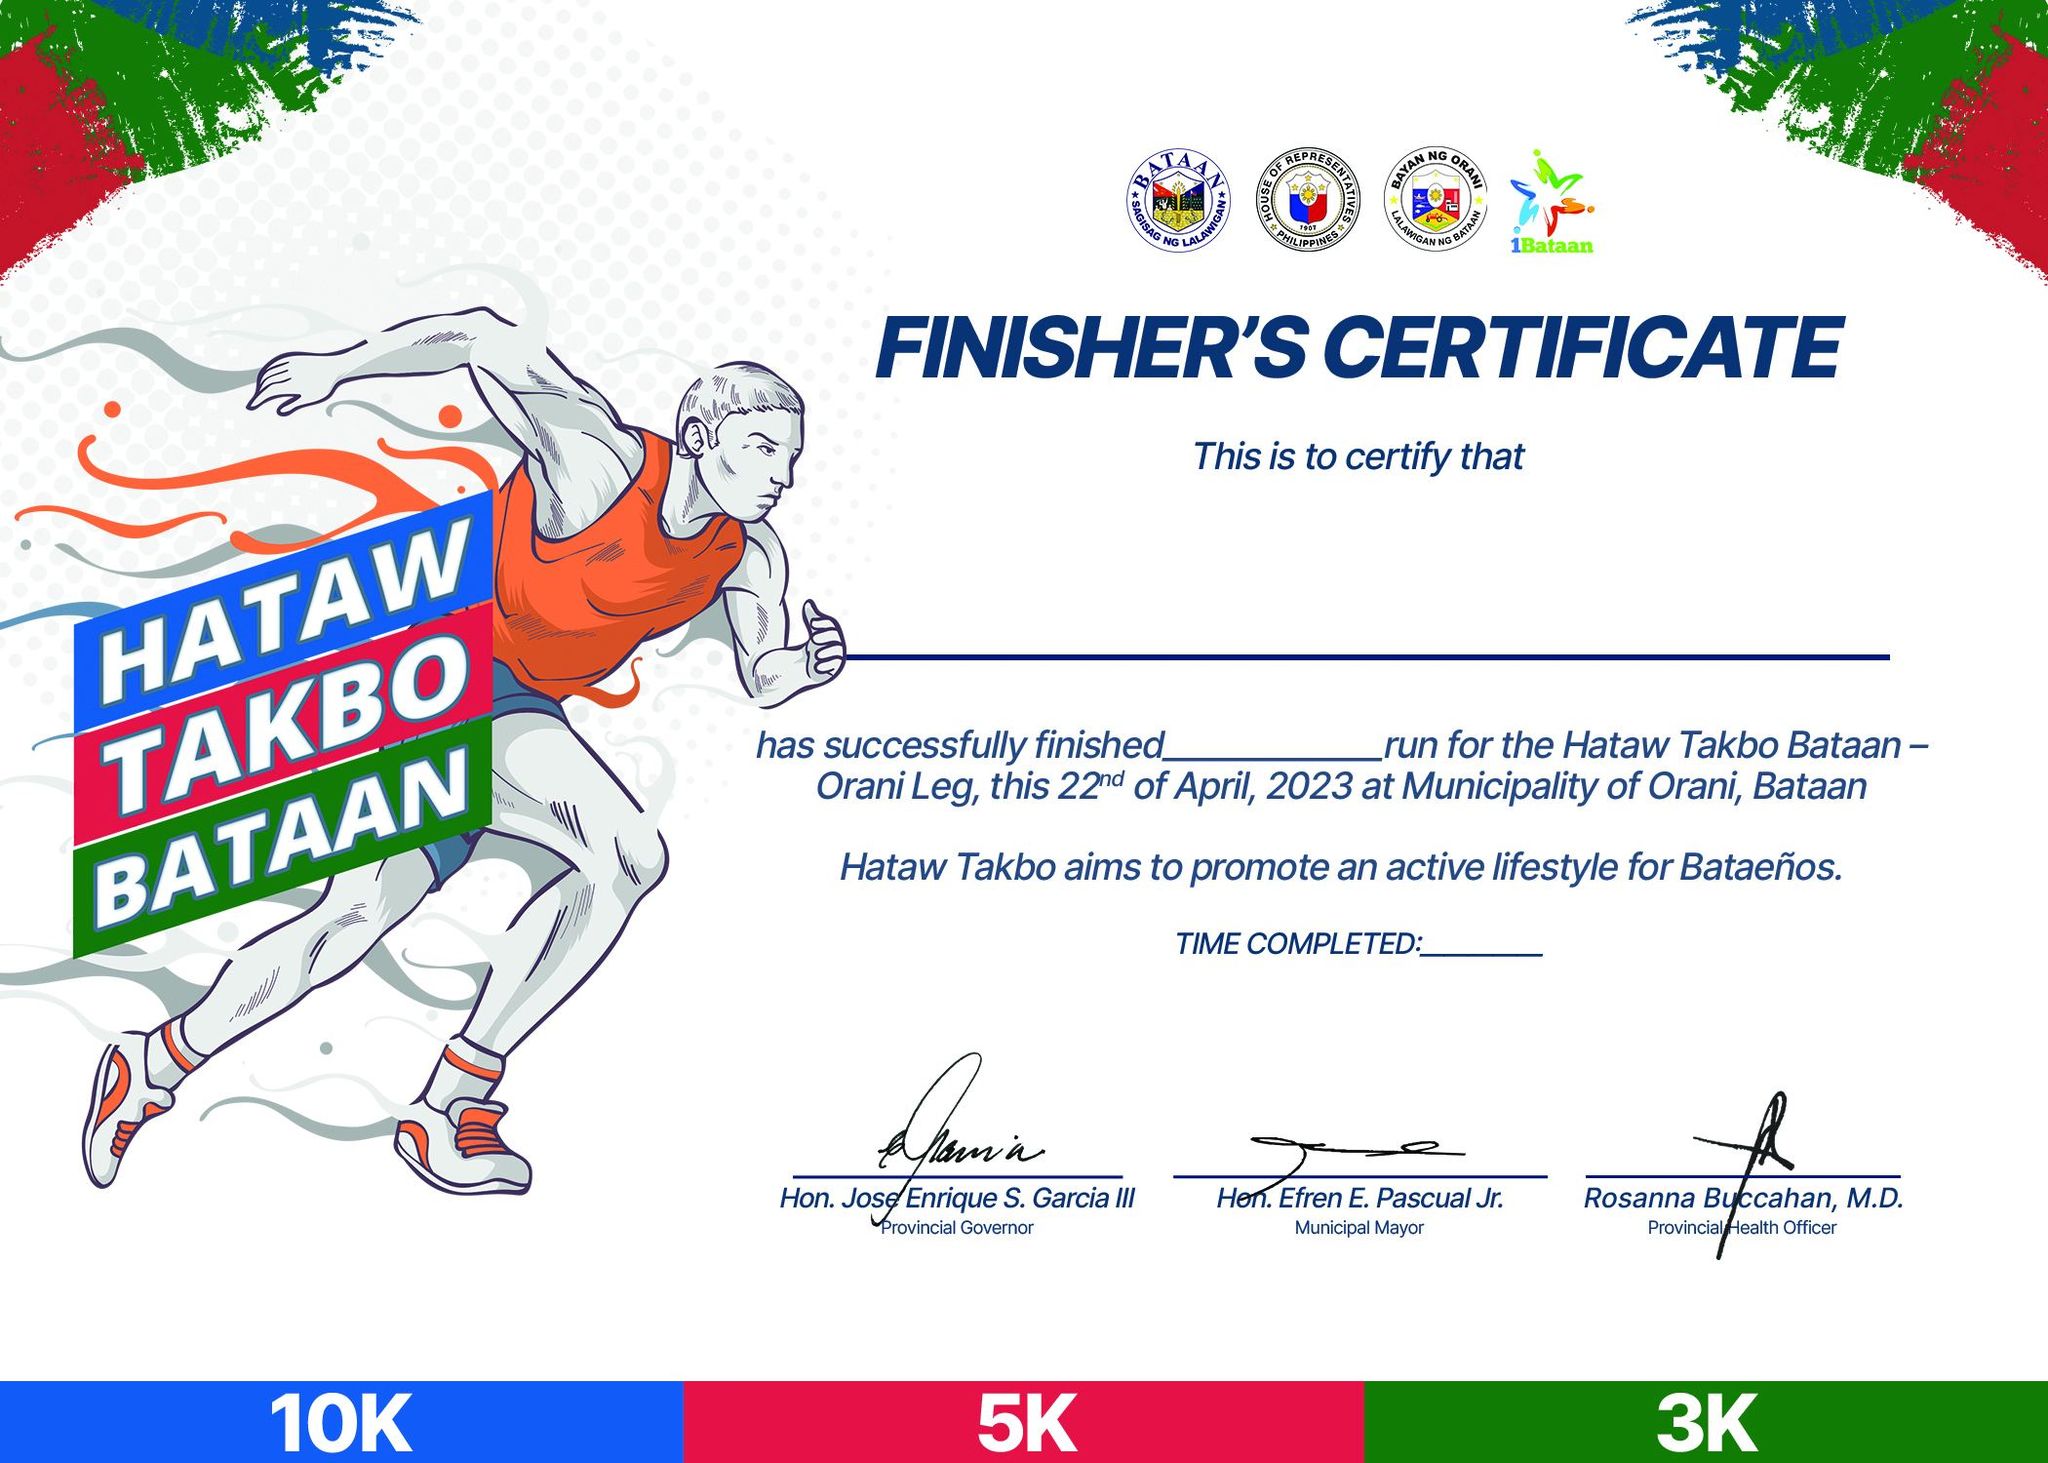 BATAAN
SAGISAG NG LALAWIGAN
HOUSE OF REPRESENTATIVES
1907
PHILIPPINES
BAYAN NG ORANI
LALAWIGAN NG BATAAN
1Bataan
FINISHER'S CERTIFICATE
This is to certify that
HATAW
TAKBO
BATAAN
has successfully finished____________run for the Hataw Takbo Bataan –
Orani Leg, this 22nd of April, 2023 at Municipality of Orani, Bataan
Hataw Takbo aims to promote an active lifestyle for Bataeños.
TIME COMPLETED:________
Hon. Jose Enrique S. Garcia III
Provincial Governor
Hon. Efren E. Pascual Jr.
Municipal Mayor
Rosanna Buccahan, M.D.
Provincial Health Officer
10K
5K
3K